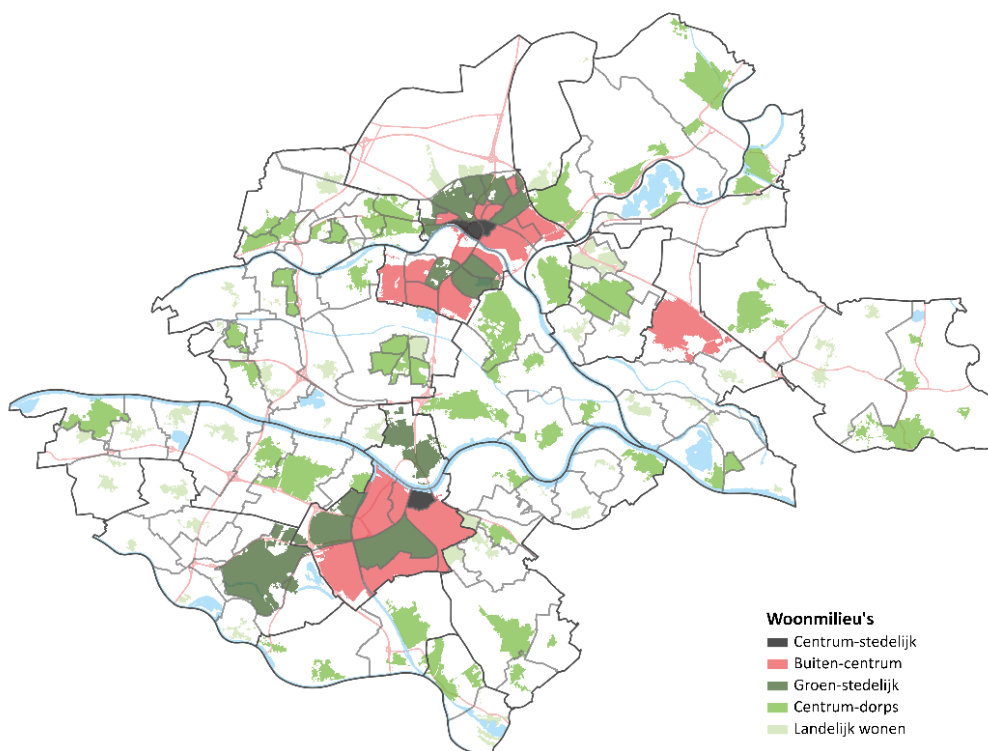 Woonmilieu's
Centrum-stedelijk
Buiten-centrum
Groen-stedelijk
Centrum-dorps
Landelijk wonen